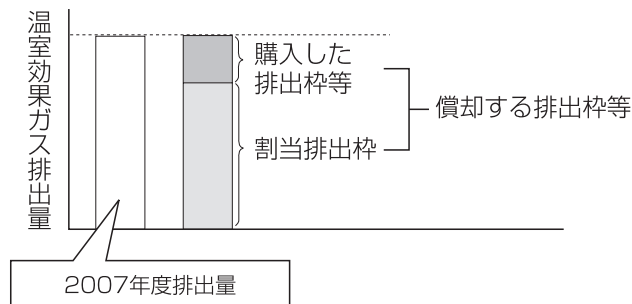 温室効果ガス排出量
購入した
排出枠等
償却する排出枠等
割当排出枠
2007年度排出量